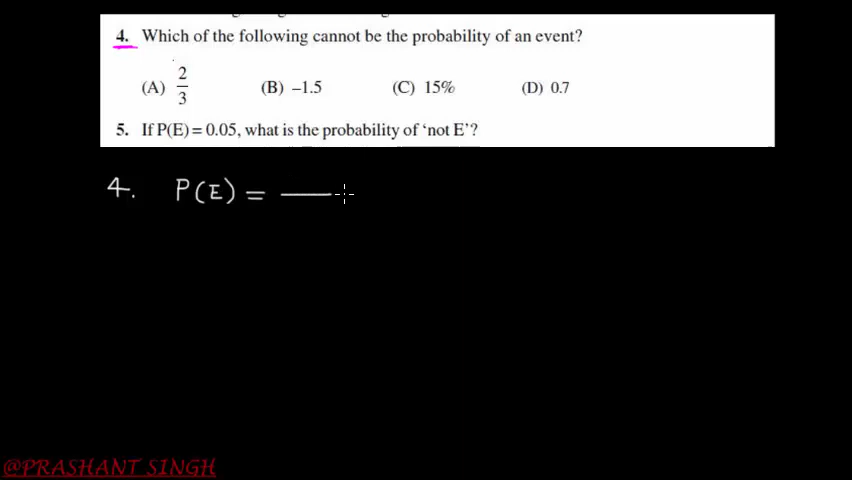 4. Which of the following cannot be the probability of an event?
(A) 2/3 (B) –1.5 (C) 15% (D) 0.7
5. If P(E) = 0.05, what is the probability of ‘not E’?
4. P(E) = —
@PRASHANT SINGH